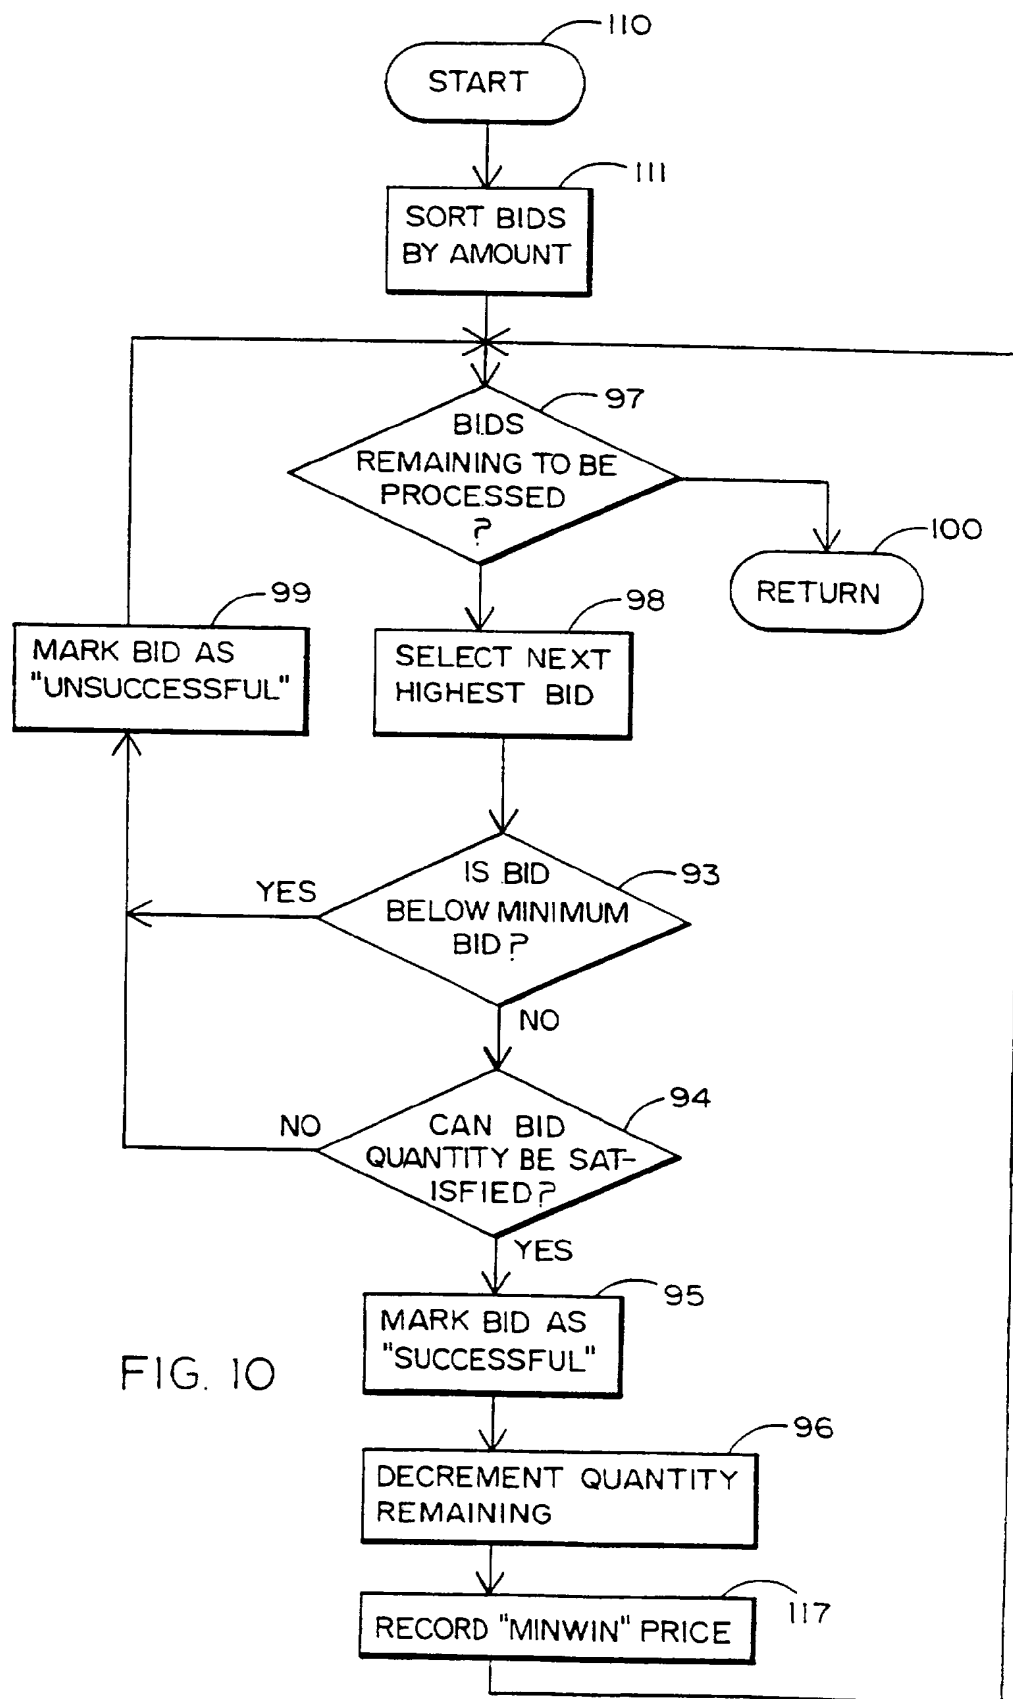 110
START
111
SORT BIDS
BY AMOUNT
97
BIDS
REMAINING TO BE
PROCESSED
?
100
RETURN
99
MARK BID AS
"UNSUCCESSFUL"
98
SELECT NEXT
HIGHEST BID
93
IS BID
BELOW MINIMUM
BID?
YES
NO
94
CAN BID
QUANTITY BE SAT-
ISFIED?
NO
YES
95
MARK BID AS
"SUCCESSFUL"
FIG. 10
96
DECREMENT QUANTITY
REMAINING
117
RECORD "MINWIN" PRICE